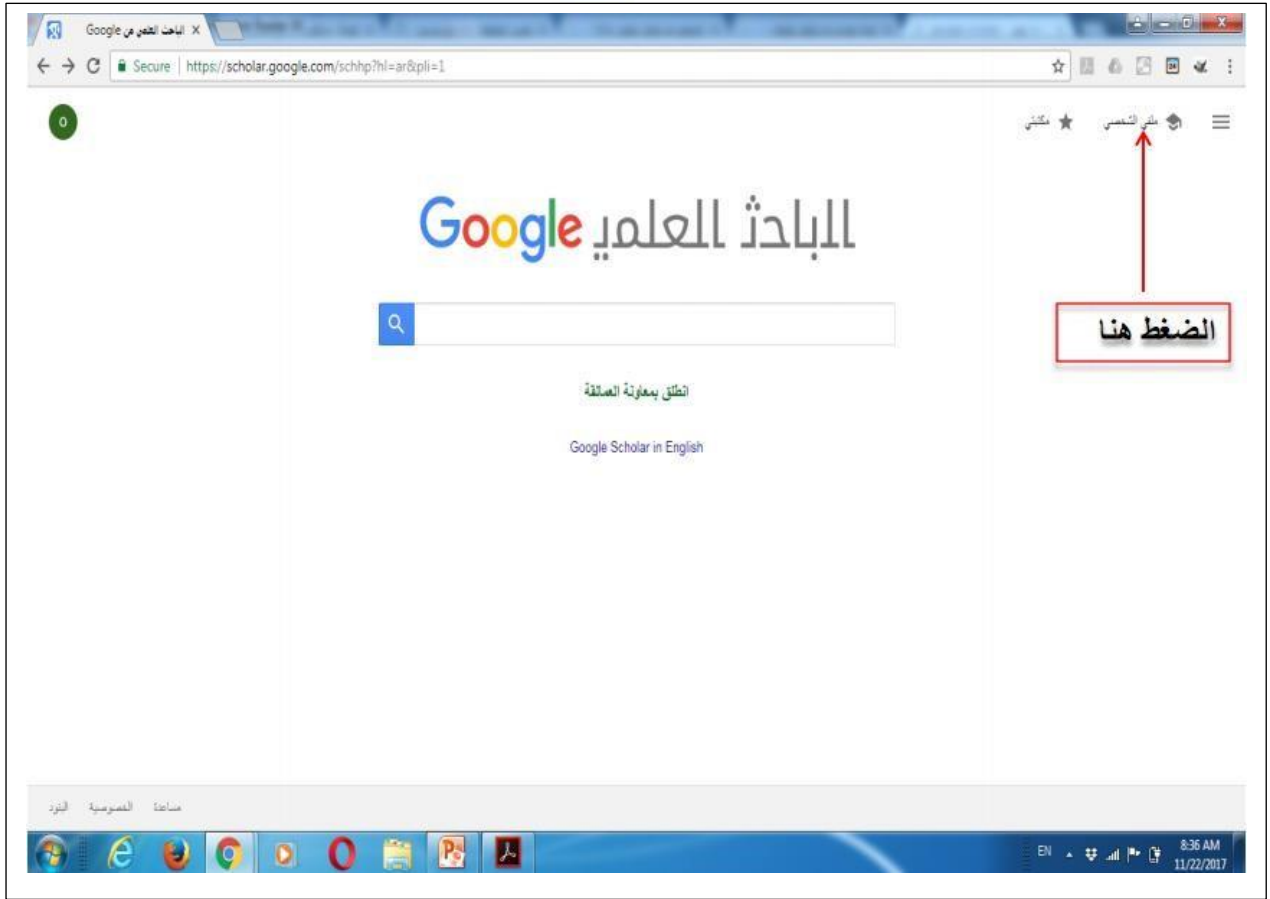 الباحث العلمي من Google
Secure | https://scholar.google.com/schhp?hl=ar&pli=1
O
ملفي الشخصي
مكتبتي
الباحث العلمي Google
الضغط هنا
انطلق بمعاونة العمالقة
Google Scholar in English
مساعدة الخصوصية البنود
EN
8:36 AM
11/22/2017